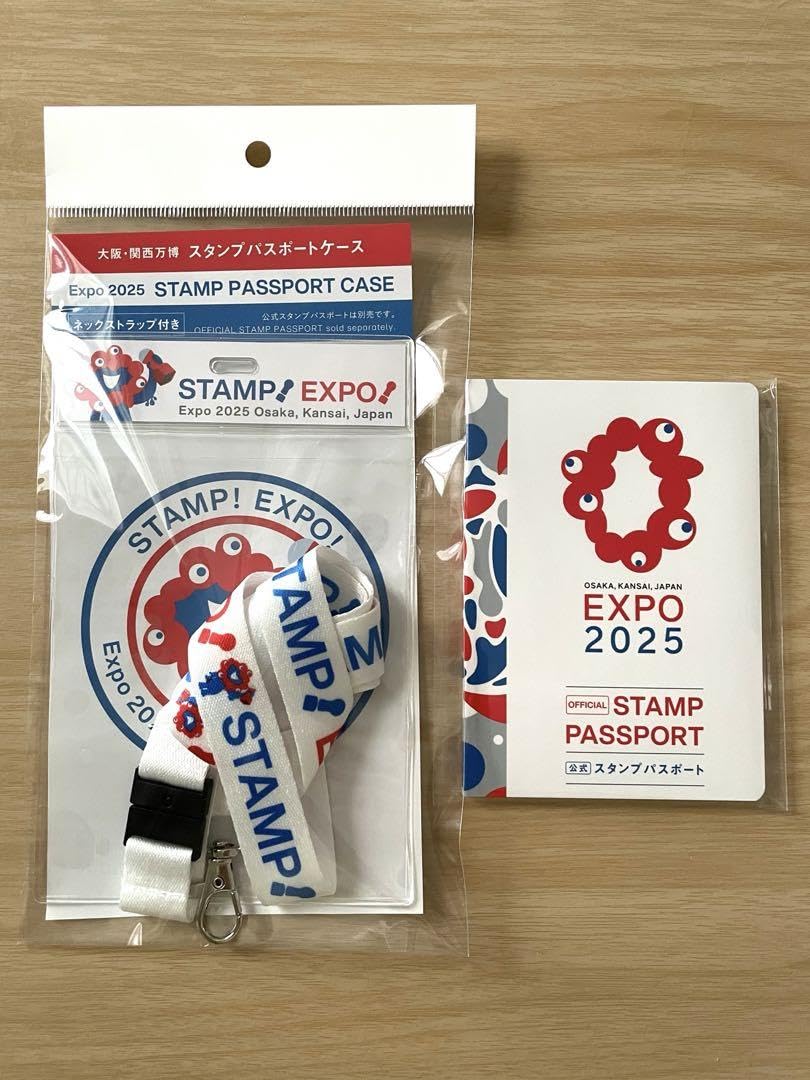 大阪・関西万博 スタンプパスポートケース
Expo 2025 STAMP PASSPORT CASE
ネックストラップ付き
公式スタンプパスポートは別売です。
OFFICIAL STAMP PASSPORT sold separately.
STAMP! EXPO!
Expo 2025 Osaka, Kansai, Japan
STAMP! EXPO!
Expo 20
TAMP!
M
STAMP!
OSAKA, KANSAI, JAPAN
EXPO
2025
OFFICIAL STAMP
PASSPORT
公式 スタンプパスポート